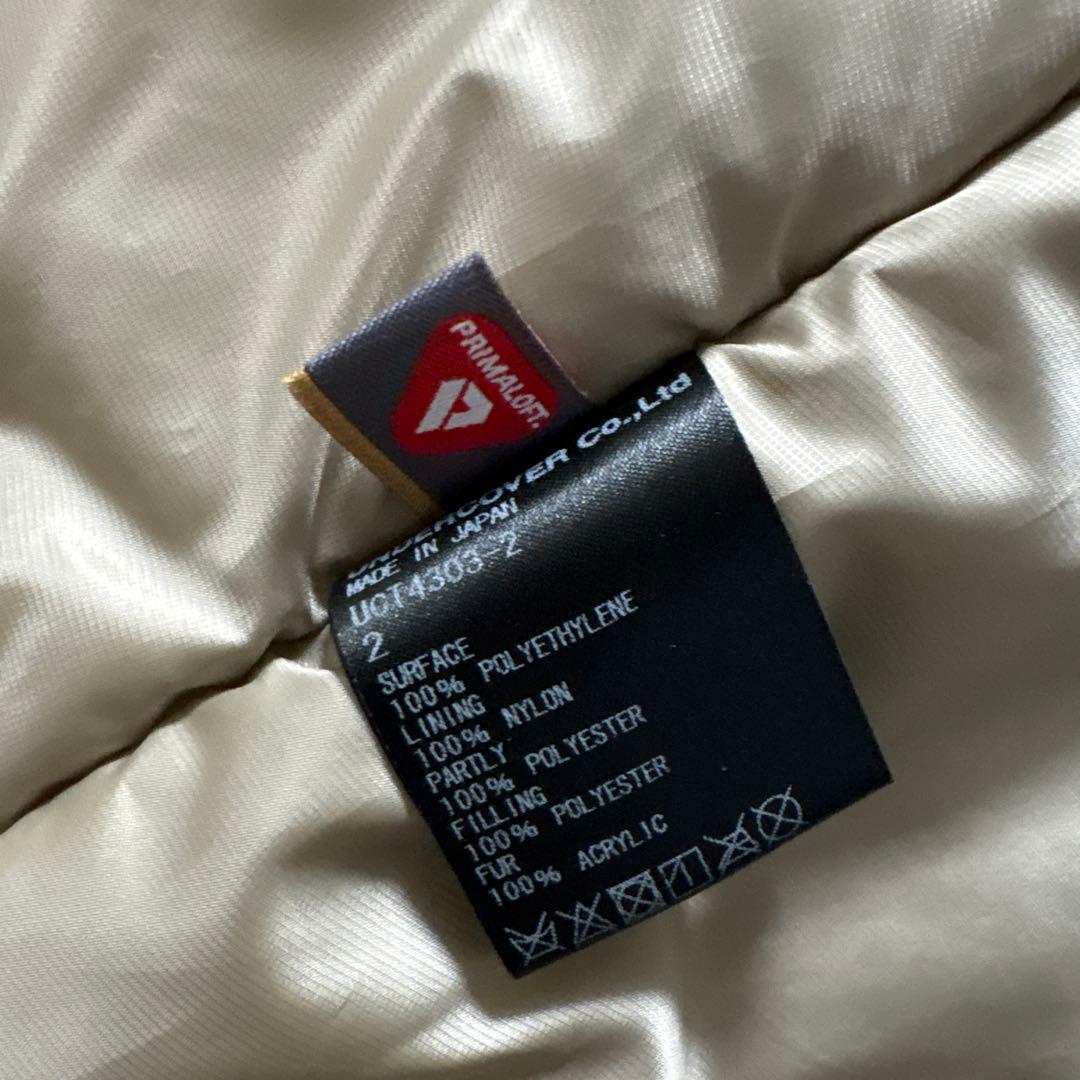 PRIMALOFT.
UNDERCOVER Co.,Ltd
MADE IN JAPAN
UCT4303-2
2
SURFACE
100% POLYETHYLENE
LINING
100% NYLON
PARTLY
100% POLYESTER
FILLING
100% POLYESTER
FUR
100% ACRYLIC